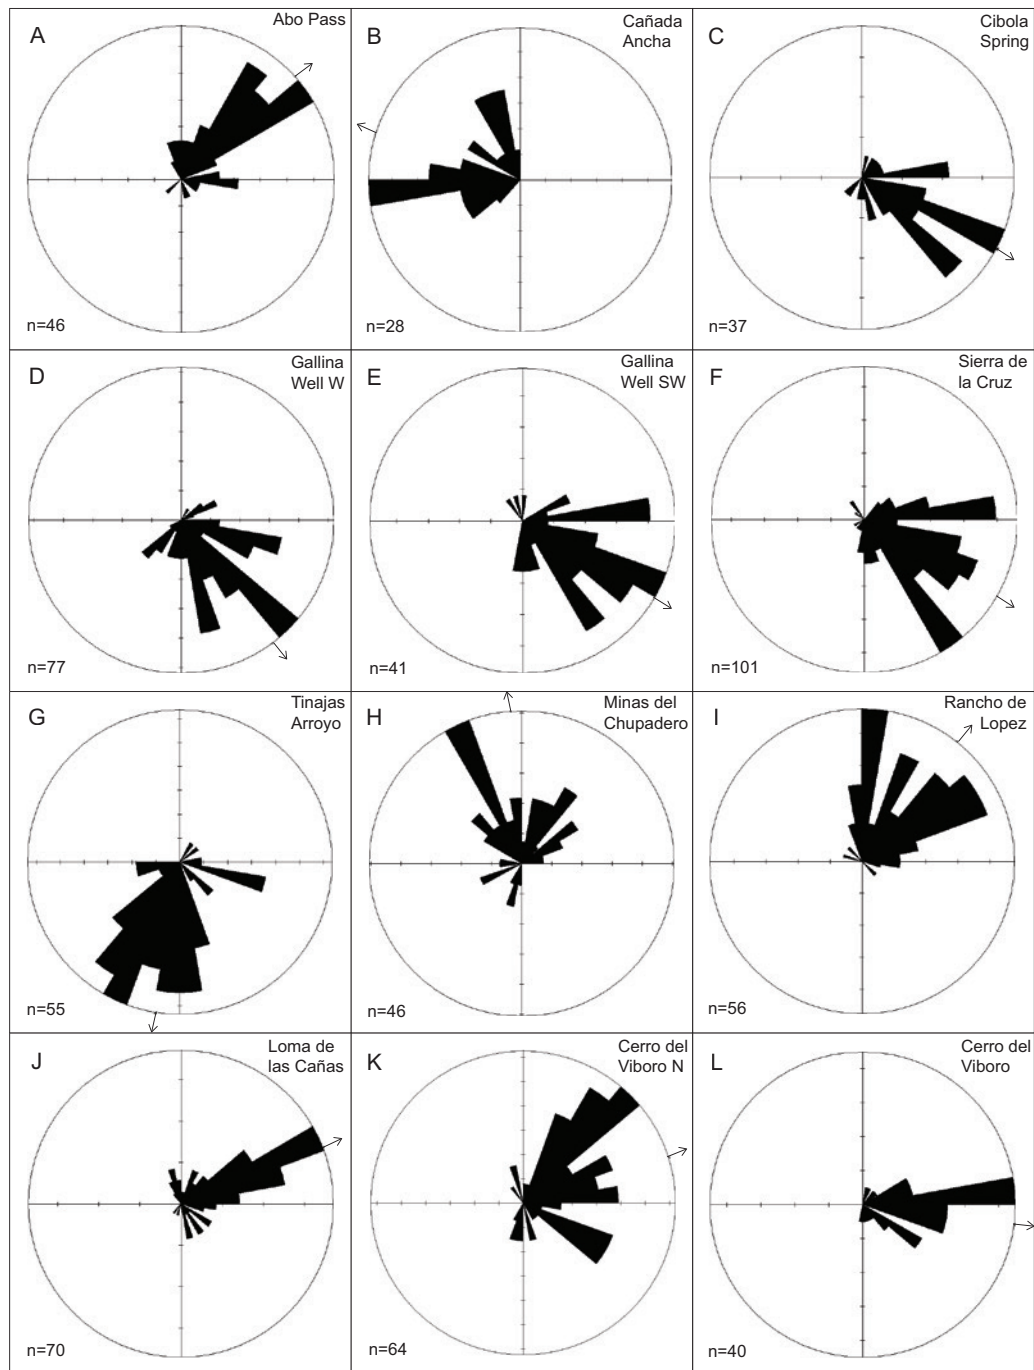 A
Abo Pass
n=46
B
Cañada
Ancha
n=28
C
Cibola
Spring
n=37
D
Gallina
Well W
n=77
E
Gallina
Well SW
n=41
F
Sierra de
la Cruz
n=101
G
Tinajas
Arroyo
n=55
H
Minas del
Chupadero
n=46
I
Rancho de
Lopez
n=56
J
Loma de
las Cañas
n=70
K
Cerro del
Viboro N
n=64
L
Cerro del
Viboro
n=40